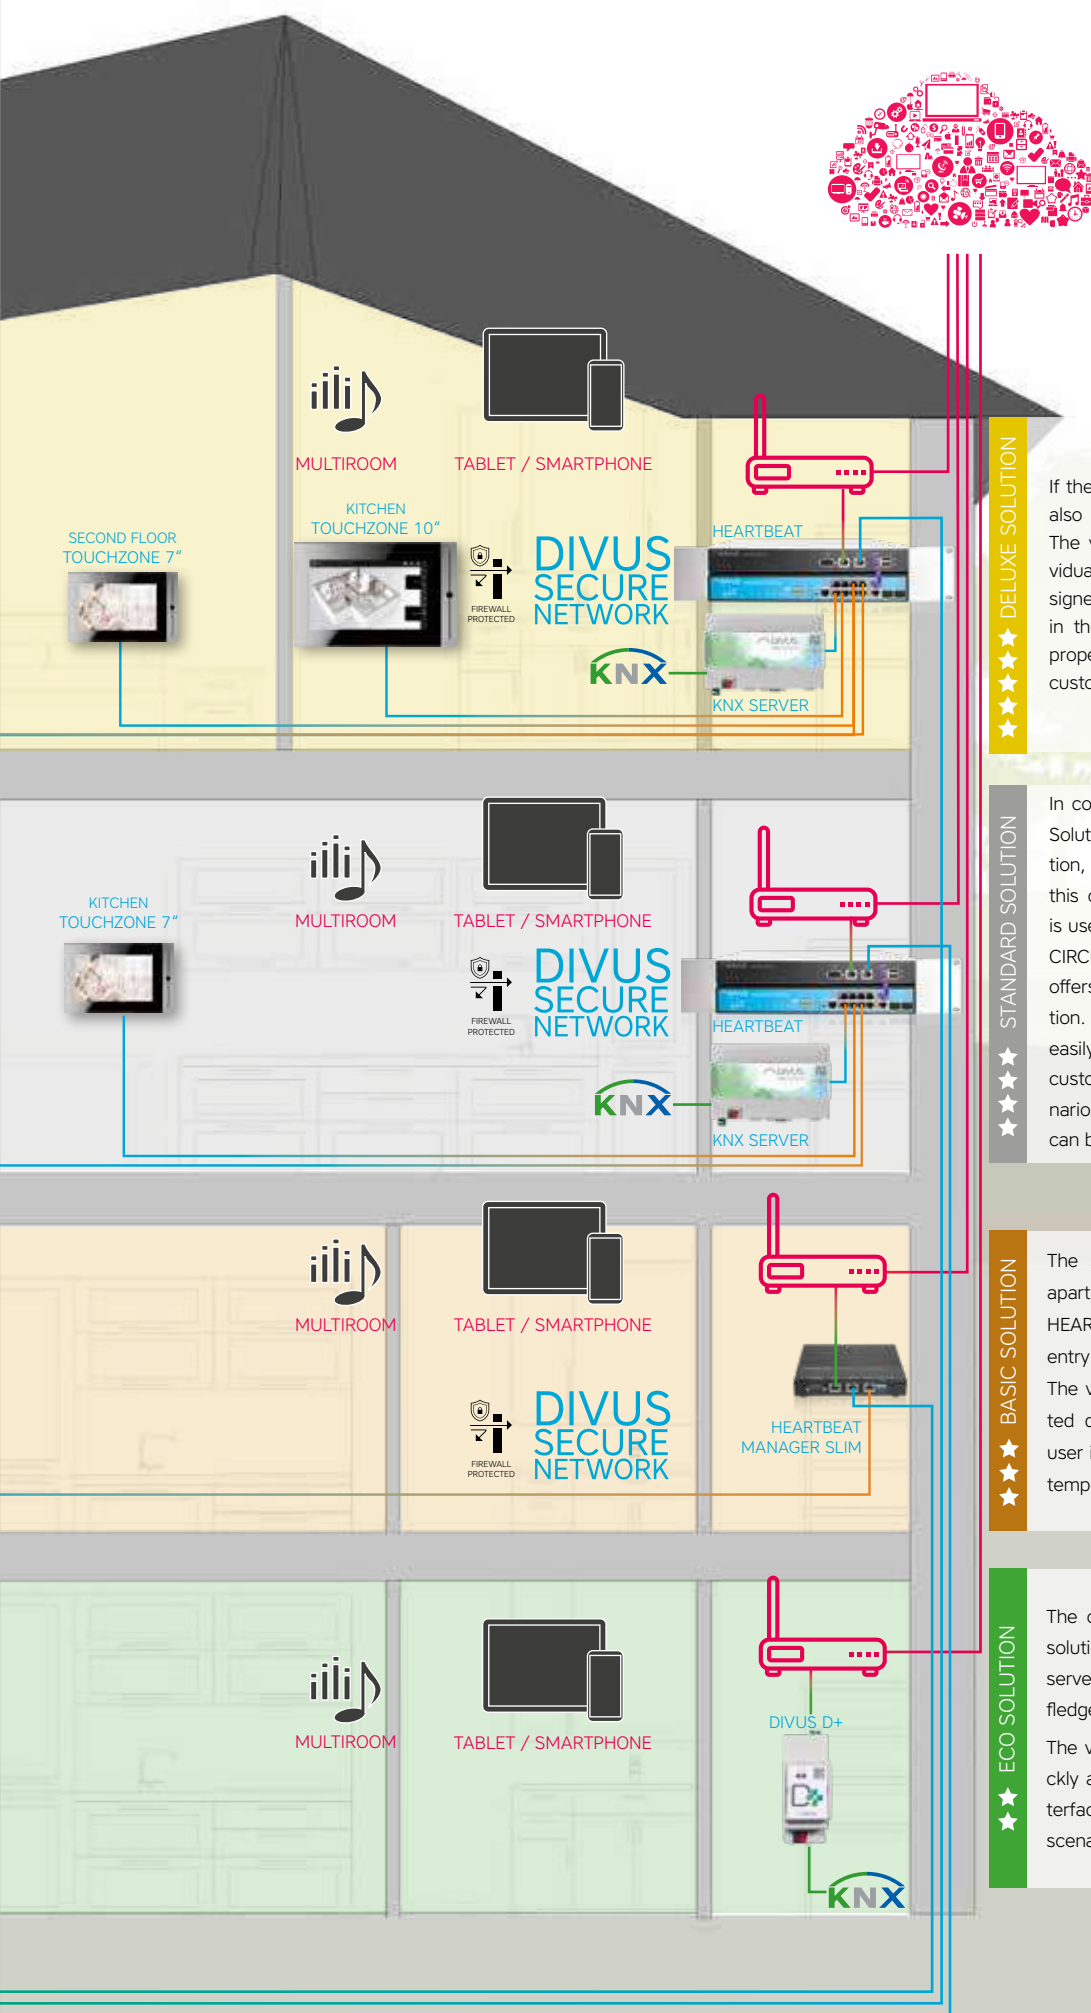 MULTIROOM
TABLET / SMARTPHONE
KITCHEN
TOUCHZONE 10“
SECOND FLOOR
TOUCHZONE 7“
FIREWALL
PROTECTED
DIVUS
SECURE
NETWORK
HEARTBEAT
KNX
KNX SERVER
DELUXE SOLUTION
If the
also
The v
vidua
signe
in th
prope
custo
MULTIROOM
TABLET / SMARTPHONE
KITCHEN
TOUCHZONE 7“
FIREWALL
PROTECTED
DIVUS
SECURE
NETWORK
HEARTBEAT
KNX
KNX SERVER
STANDARD SOLUTION
In co
Solut
tion,
this c
is use
CIRC
offers
tion.
easily
custo
nario
can b
MULTIROOM
TABLET / SMARTPHONE
FIREWALL
PROTECTED
DIVUS
SECURE
NETWORK
HEARTBEAT
MANAGER SLIM
BASIC SOLUTION
The
apart
HEAR
entry
The v
ted c
user i
temp
MULTIROOM
TABLET / SMARTPHONE
DIVUS D+
D+
KNX
ECO SOLUTION
The c
soluti
serve
fledge
The v
ckly a
terfac
scena